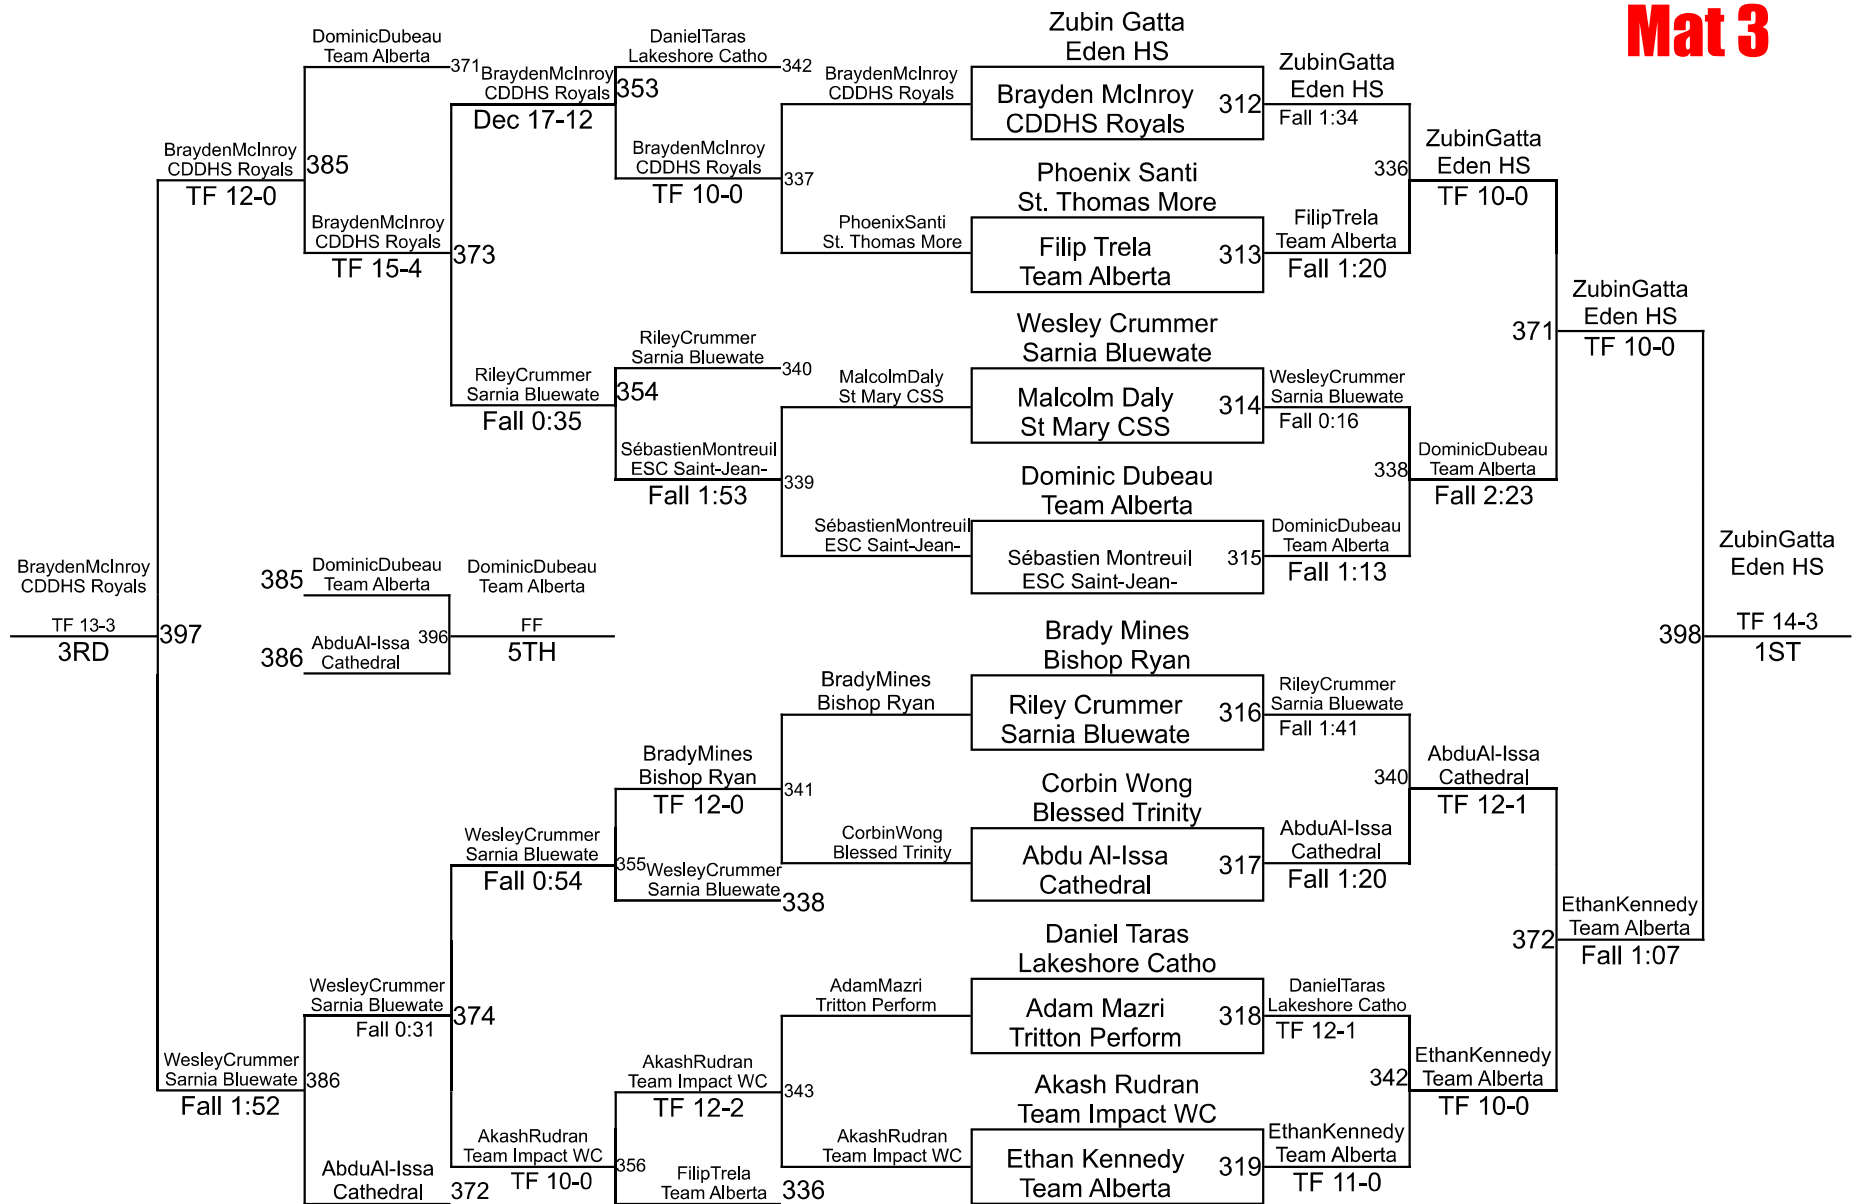 Mat 3
DominicDubeau
Team Alberta
371
BraydenMcInroy
CDDHS Royals
353
Dec 17-12
DanielTaras
Lakeshore Catho
342
BraydenMcInroy
CDDHS Royals
Zubin Gatta
Eden HS
Brayden McInroy
CDDHS Royals
312
ZubinGatta
Eden HS
Fall 1:34
BraydenMcInroy
CDDHS Royals
TF 12-0
385
BraydenMcInroy
CDDHS Royals
TF 10-0
337
Phoenix Santi
St. Thomas More
336
ZubinGatta
Eden HS
TF 10-0
BraydenMcInroy
CDDHS Royals
TF 15-4
373
PhoenixSanti
St. Thomas More
Filip Trela
Team Alberta
313
FilipTrela
Team Alberta
Fall 1:20
ZubinGatta
Eden HS
TF 10-0
371
RileyCrummer
Sarnia Bluewate
340
Wesley Crummer
Sarnia Bluewate
RileyCrummer
Sarnia Bluewate
Fall 0:35
354
MalcolmDaly
St Mary CSS
Malcolm Daly
St Mary CSS
314
WesleyCrummer
Sarnia Bluewate
Fall 0:16
SébastienMontreuil
ESC Saint-Jean-
Fall 1:53
339
Dominic Dubeau
Team Alberta
338
DominicDubeau
Team Alberta
Fall 2:23
SébastienMontreuil
ESC Saint-Jean-
Sébastien Montreuil
ESC Saint-Jean-
315
DominicDubeau
Team Alberta
Fall 1:13
BraydenMcInroy
CDDHS Royals
TF 13-3
3RD
397
385
DominicDubeau
Team Alberta
386
AbduAl-Issa
Cathedral
396
DominicDubeau
Team Alberta
FF
5TH
ZubinGatta
Eden HS
398
TF 14-3
1ST
Brady Mines
Bishop Ryan
BradyMines
Bishop Ryan
Riley Crummer
Sarnia Bluewate
316
RileyCrummer
Sarnia Bluewate
Fall 1:41
BradyMines
Bishop Ryan
TF 12-0
341
Corbin Wong
Blessed Trinity
340
AbduAl-Issa
Cathedral
TF 12-1
WesleyCrummer
Sarnia Bluewate
Fall 0:54
355
WesleyCrummer
Sarnia Bluewate
338
CorbinWong
Blessed Trinity
Abdu Al-Issa
Cathedral
317
AbduAl-Issa
Cathedral
Fall 1:20
372
EthanKennedy
Team Alberta
Fall 1:07
Daniel Taras
Lakeshore Catho
WesleyCrummer
Sarnia Bluewate
Fall 0:31
374
AdamMazri
Tritton Perform
Adam Mazri
Tritton Perform
318
DanielTaras
Lakeshore Catho
TF 12-1
WesleyCrummer
Sarnia Bluewate
Fall 1:52
386
AkashRudran
Team Impact WC
TF 12-2
343
Akash Rudran
Team Impact WC
342
EthanKennedy
Team Alberta
TF 10-0
AbduAl-Issa
Cathedral
372
AkashRudran
Team Impact WC
TF 10-0
356
FilipTrela
Team Alberta
336
AkashRudran
Team Impact WC
Ethan Kennedy
Team Alberta
319
EthanKennedy
Team Alberta
TF 11-0